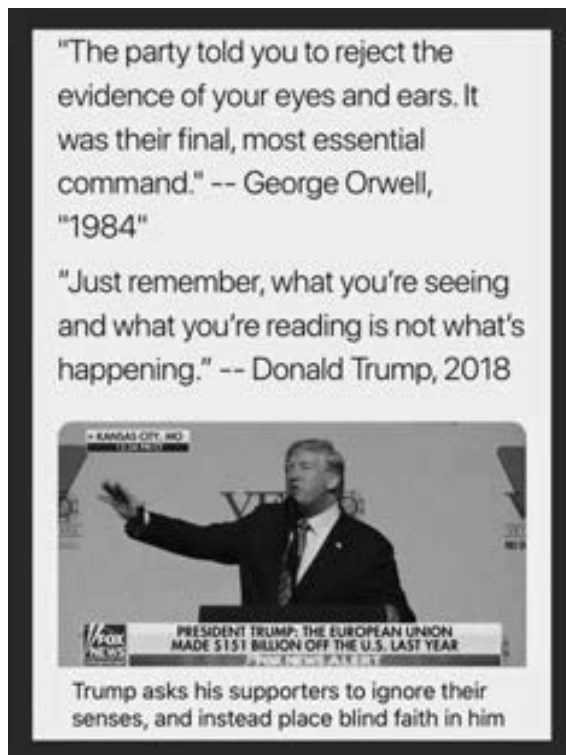 "The party told you to reject the
evidence of your eyes and ears. It
was their final, most essential
command." -- George Orwell,
"1984"
“Just remember, what you’re seeing
and what you’re reading is not what’s
happening.” -- Donald Trump, 2018
KANSAS CITY, MO
FOX
NEWS
PRESIDENT TRUMP: THE EUROPEAN UNION
MADE $151 BILLION OFF THE U.S. LAST YEAR
FOX NEWS ALERT
Trump asks his supporters to ignore their
senses, and instead place blind faith in him